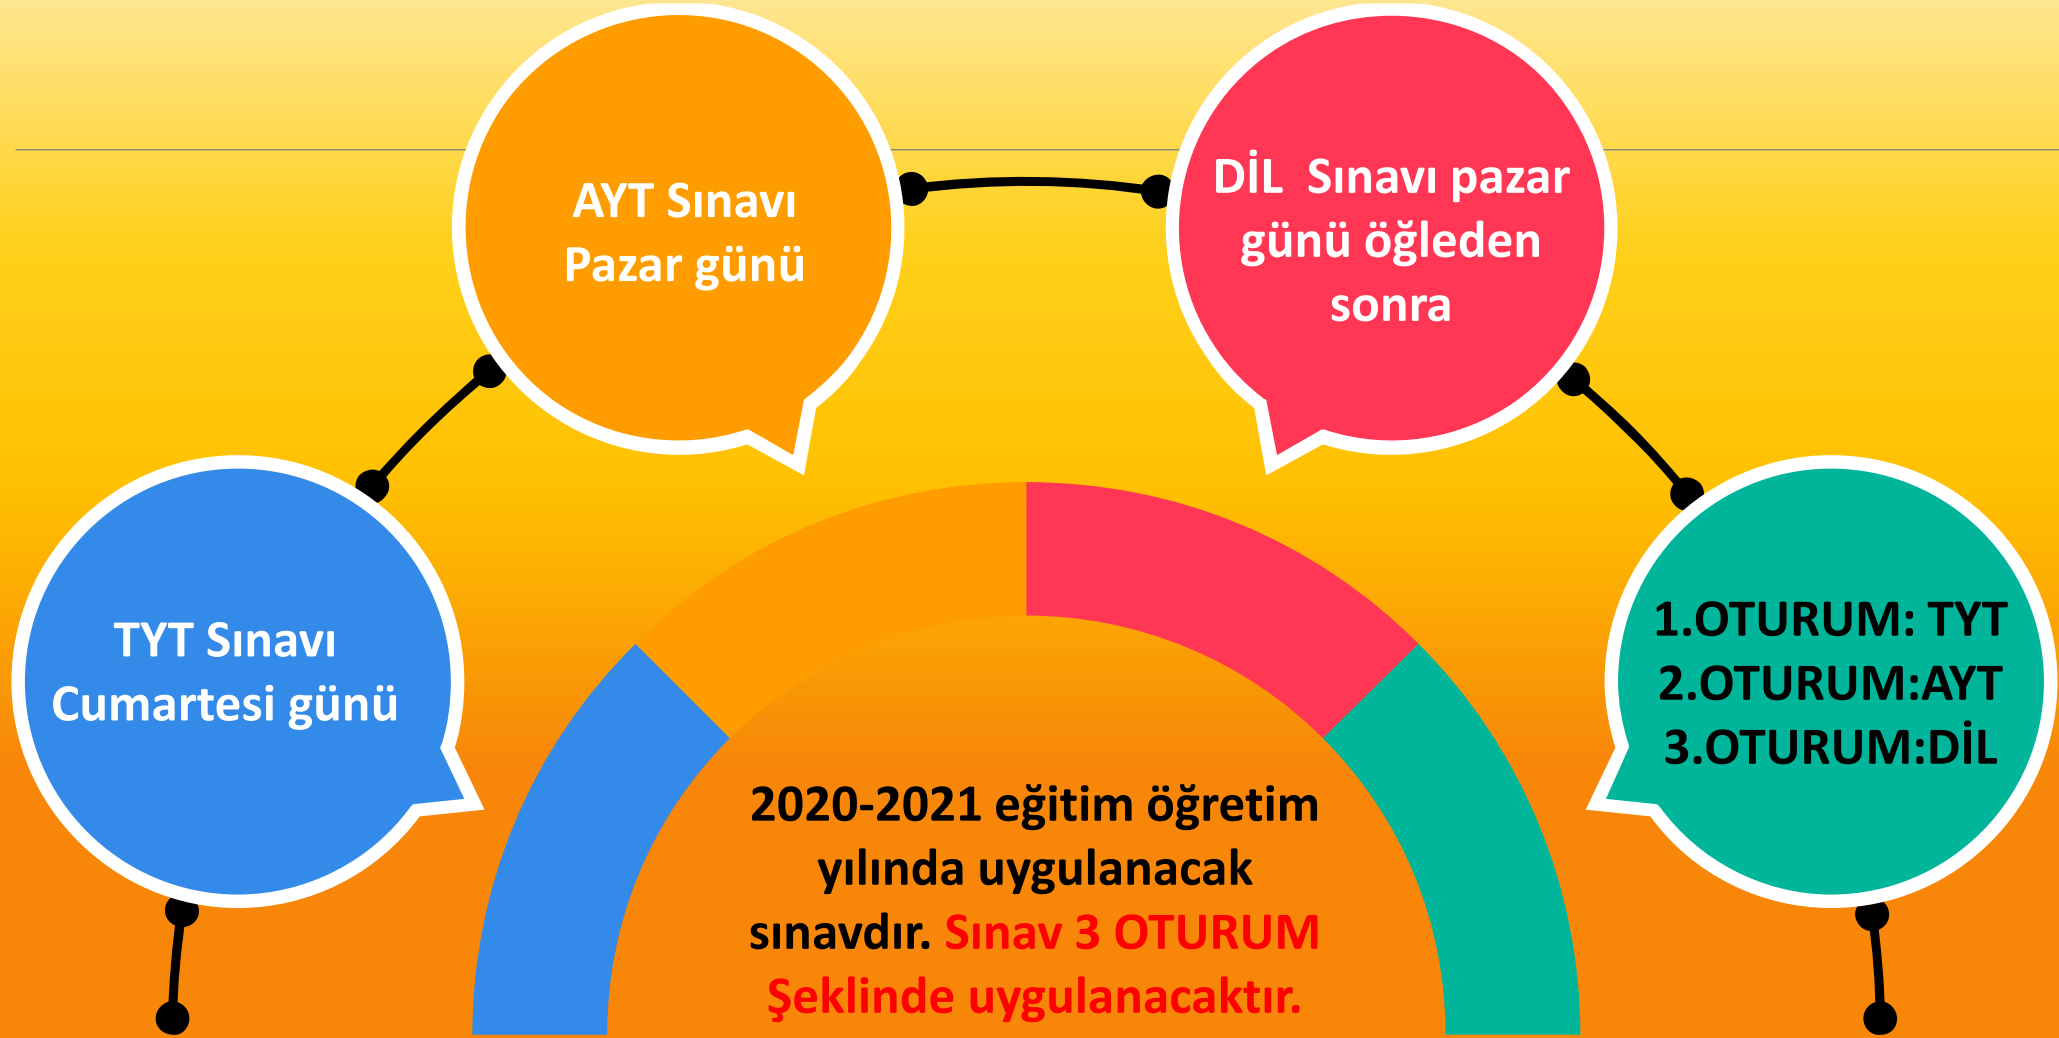 TYT Sınavı
Cumartesi günü
AYT Sınavı
Pazar günü
DİL  Sınavı pazar
günü öğleden
sonra
1.OTURUM: TYT
2.OTURUM:AYT
3.OTURUM:DİL
2020-2021 eğitim öğretim
yılında uygulanacak
sınavdır. Sınav 3 OTURUM
Şeklinde uygulanacaktır.